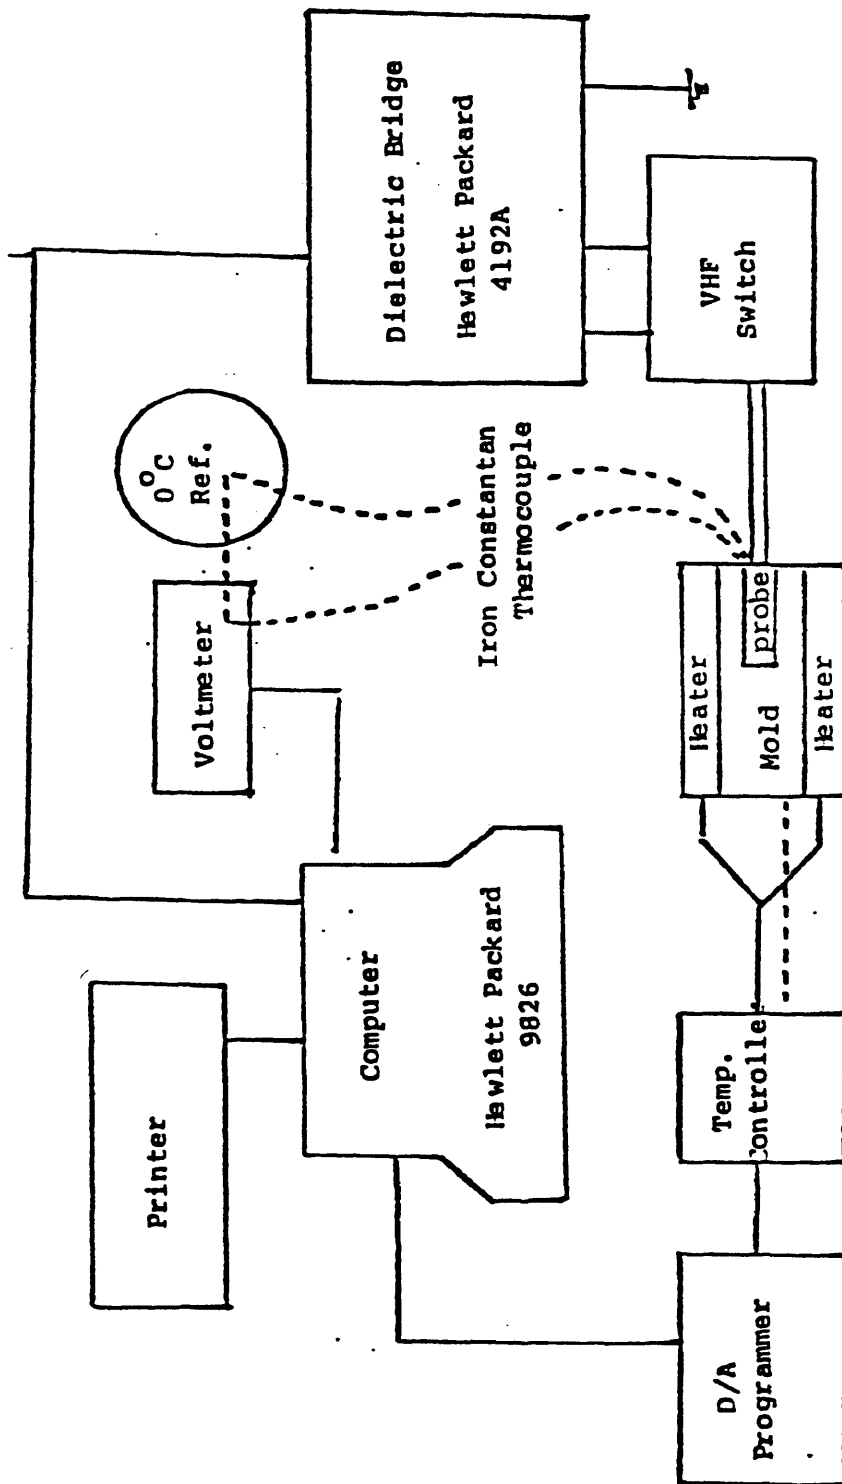 Printer
Computer
Hewlett Packard
9826
Voltmeter
0°C
Ref.
Dielectric Bridge
Hewlett Packard
4192A
Iron Constantan
Thermocouple
VHF
Switch
Heater
Mold
probe
Heater
Temp.
Controlle
D/A
Programmer